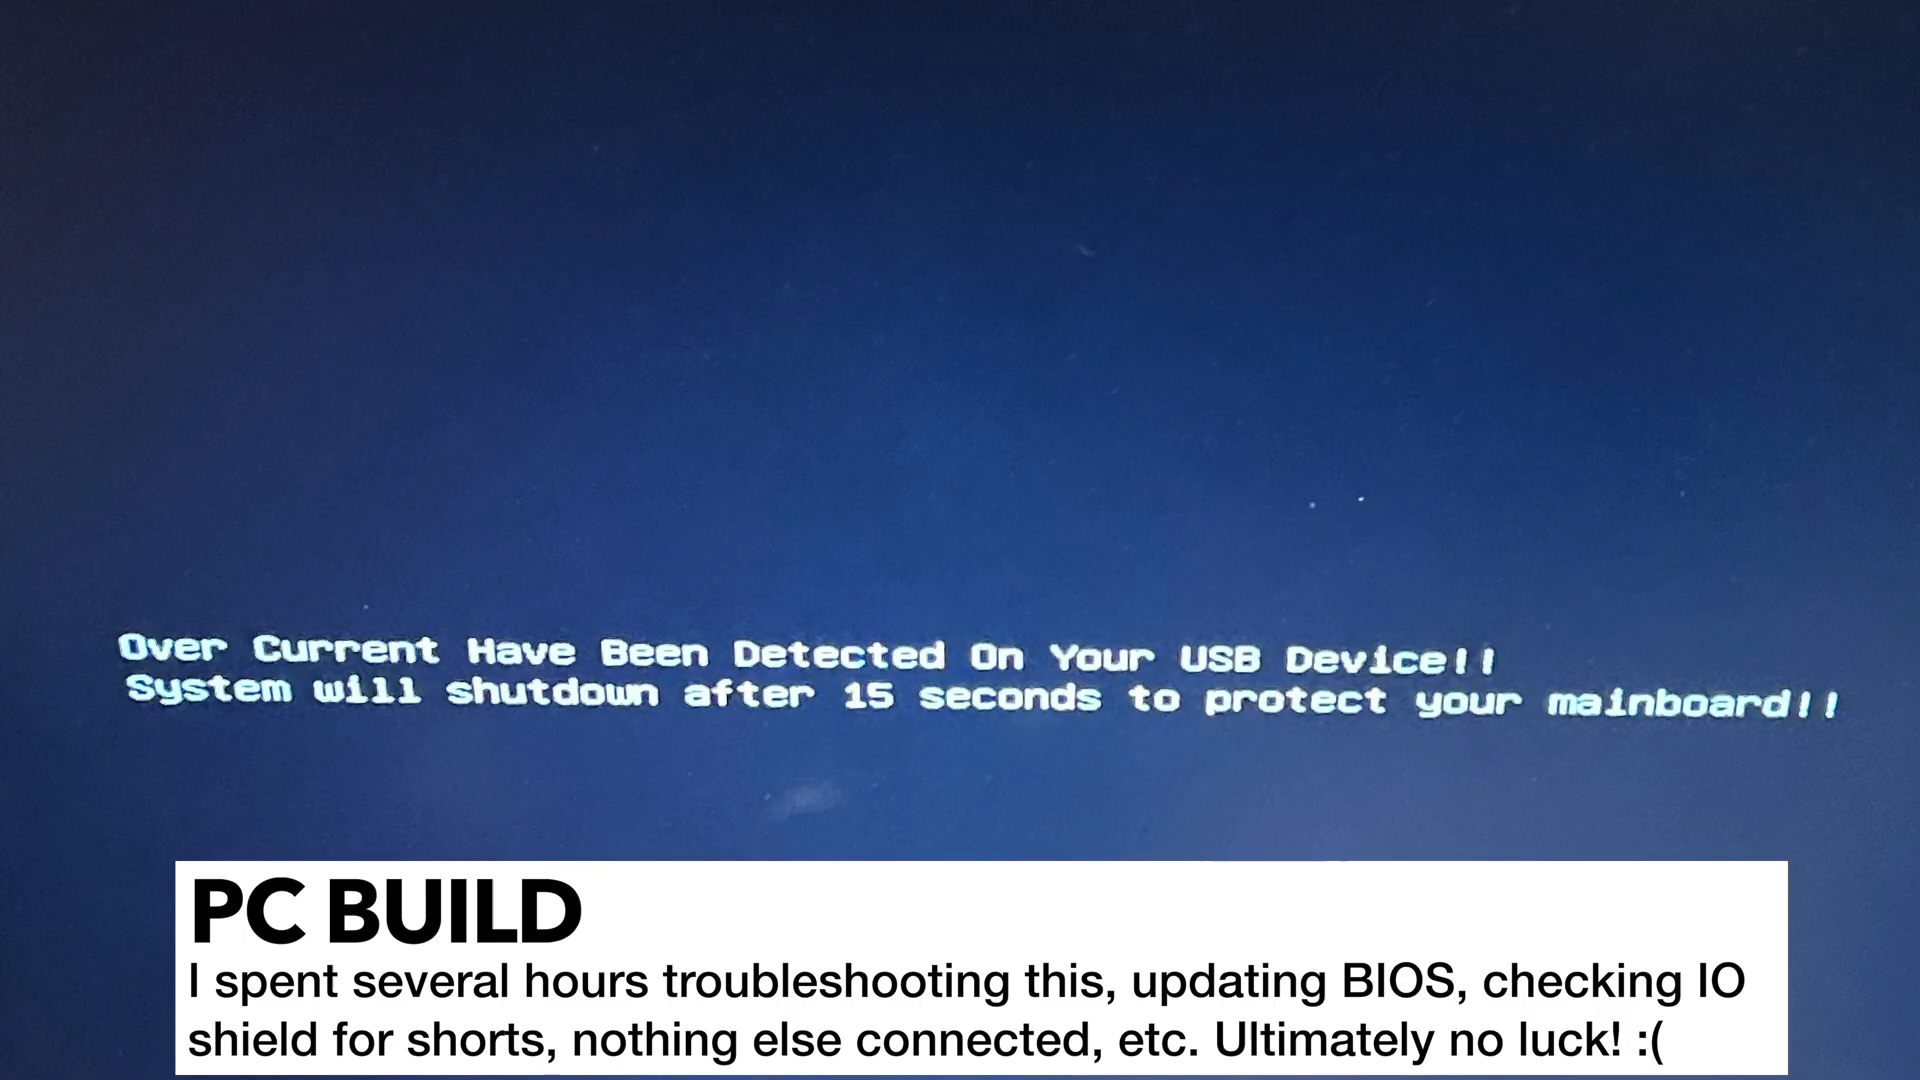 Over Current Have Been Detected On Your USB Device!!
System will shutdown after 15 seconds to protect your mainboard!!
PC BUILD
I spent several hours troubleshooting this, updating BIOS, checking IO
shield for shorts, nothing else connected, etc. Ultimately no luck! :(